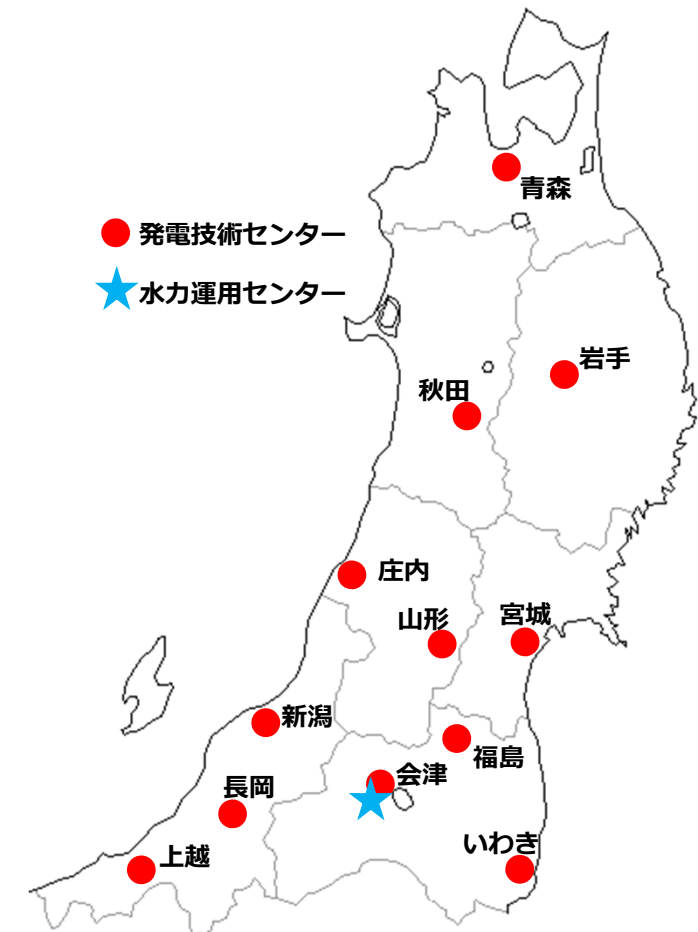 発電技術センター
水力運用センター
青森
岩手
秋田
庄内
山形
宮城
新潟
福島
会津
長岡
いわき
上越